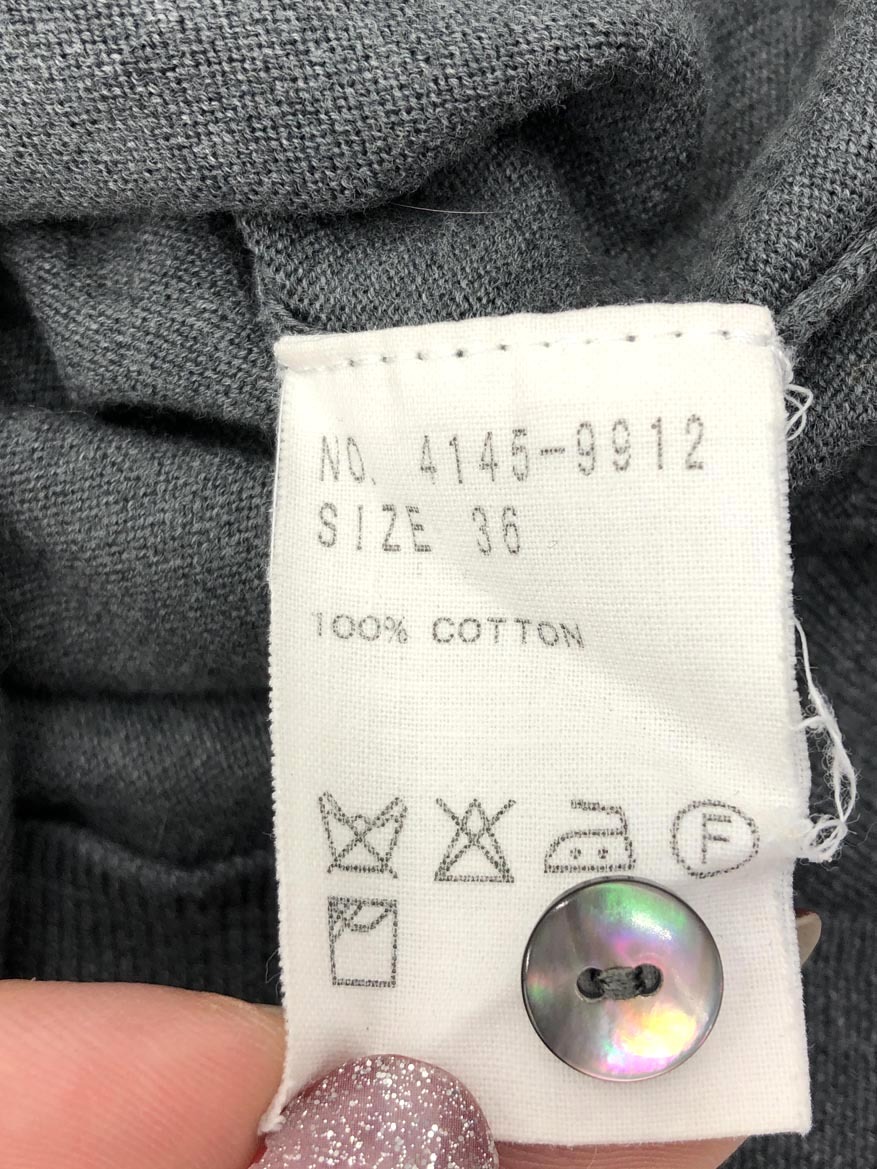 NO. 4145-9912
SIZE 36
100% COTTON
F